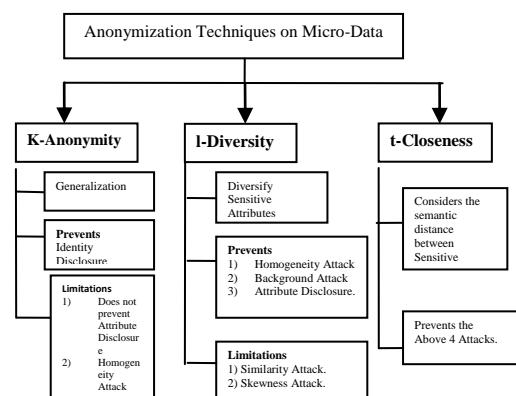 Anonymization Techniques on Micro-Data
K-Anonymity
Generalization
Prevents
Identity
Disclosure
Limitations
1) Does not
prevent
Attribute
Disclosur
e
2) Homogen
eity
Attack
l-Diversity
Diversify
Sensitive
Attributes
Prevents
1) Homogeneity Attack
2) Background Attack
3) Attribute Disclosure.
Limitations
1) Similarity Attack.
2) Skewness Attack.
t-Closeness
Considers the
semantic
distance
between
Sensitive
Prevents the
Above 4 Attacks.